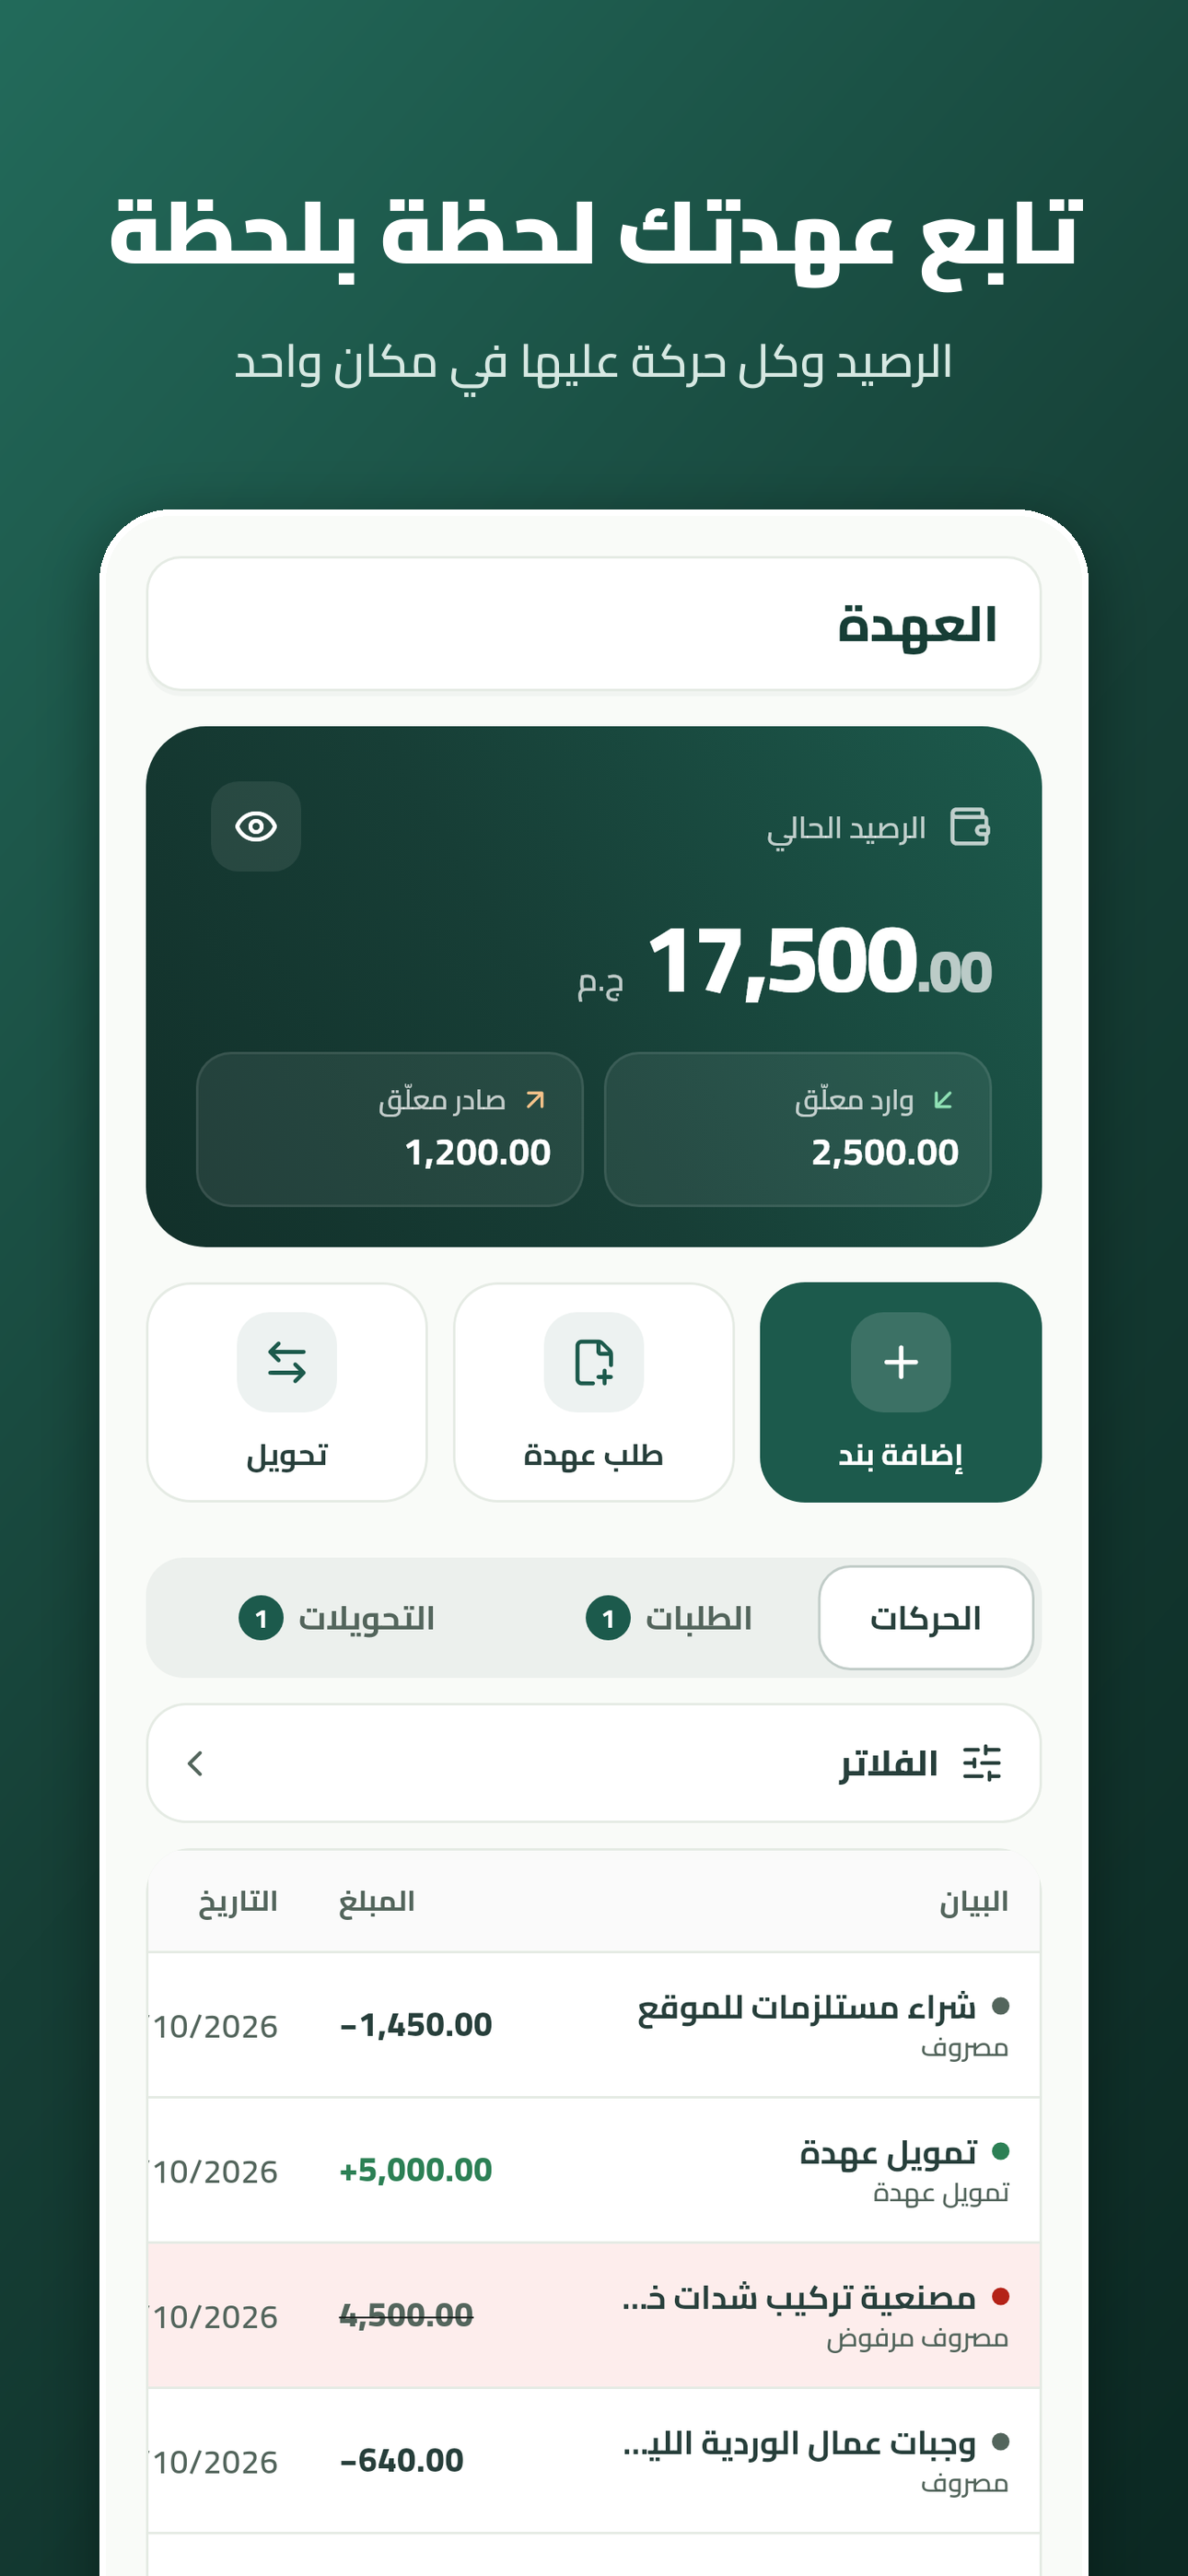 تابع عهدتك لحظة بلحظة
الرصيد وكل حركة عليها في مكان واحد
العهدة
الرصيد الحالي
17,500.00 ج.م
وارد معلّق
2,500.00
صادر معلّق
1,200.00
إضافة بند
طلب عهدة
تحويل
الحركات
الطلبات 1
التحويلات 1
الفلاتر
البيان المبلغ التاريخ
شراء مستلزمات للموقع −1,450.00 /10/2026
مصروف
تمويل عهدة +5,000.00 /10/2026
تمويل عهدة
مصنعية تركيب شدات خ... 4,500.00 /10/2026
مصروف مرفوض
وجبات عمال الوردية اللي... −640.00 /10/2026
مصروف